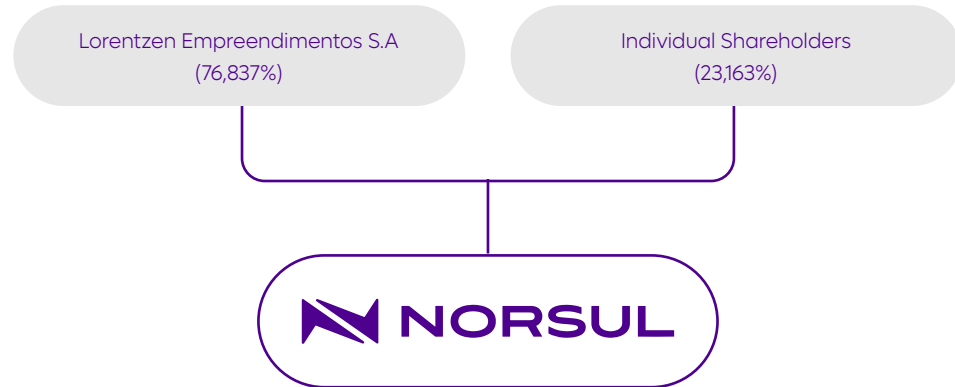 Lorentzen Empreendimentos S.A
(76,837%)
Individual Shareholders
(23,163%)
NORSUL